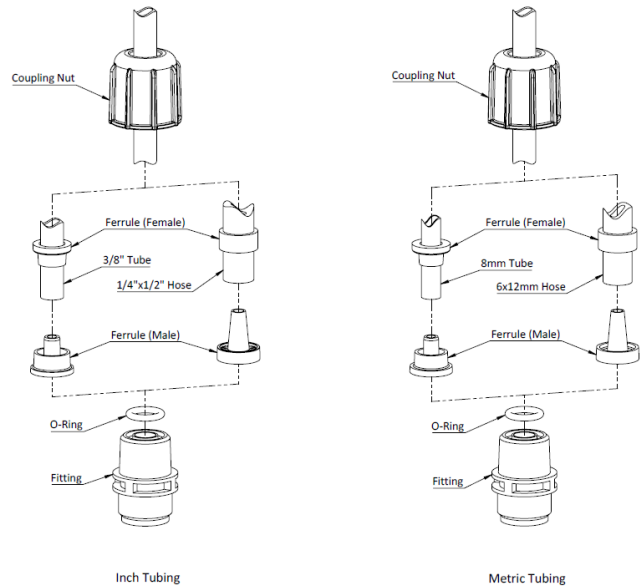 Coupling Nut
Ferrule (Female)
3/8" Tube
1/4"x1/2" Hose
Ferrule (Male)
O-Ring
Fitting
Inch Tubing
Coupling Nut
Ferrule (Female)
8mm Tube
6x12mm Hose
Ferrule (Male)
O-Ring
Fitting
Metric Tubing